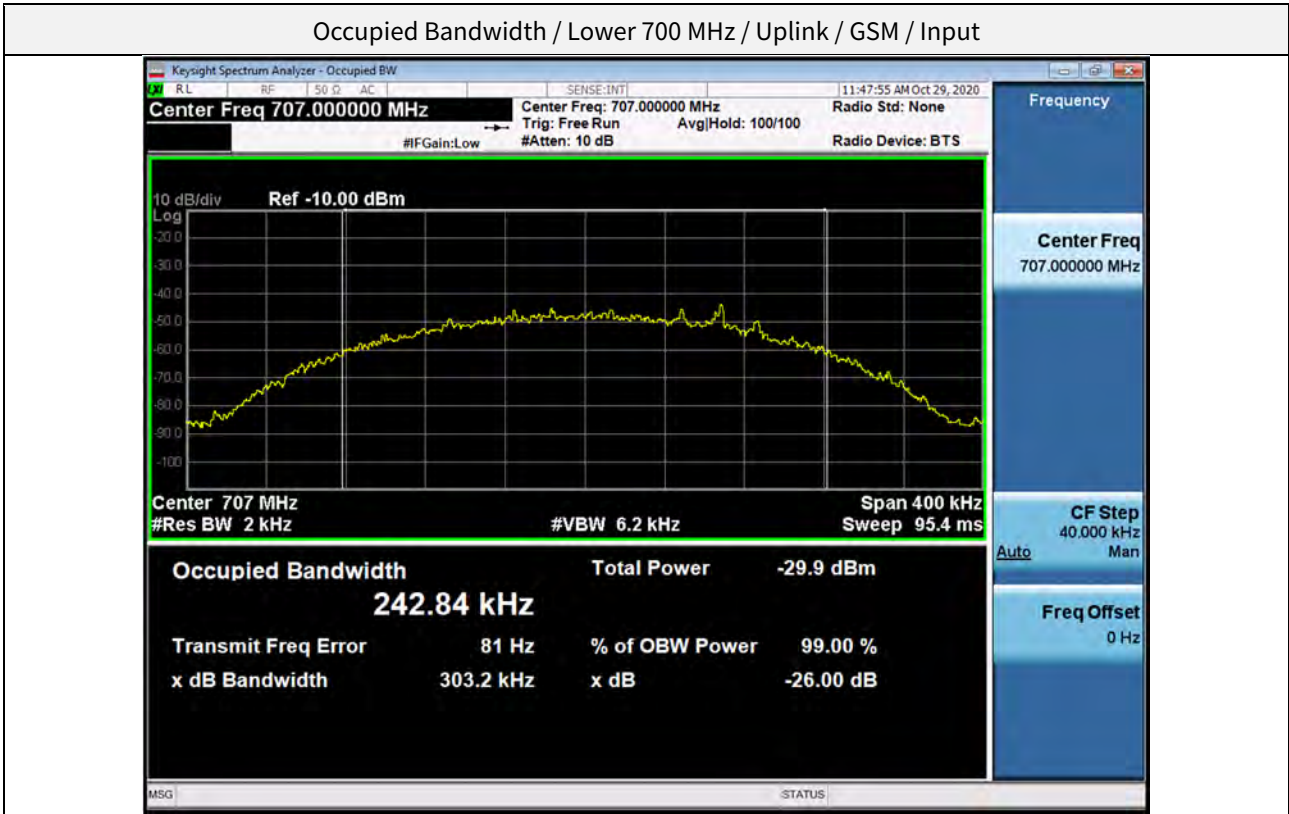 Occupied Bandwidth / Lower 700 MHz / Uplink / GSM / Input
Keysight Spectrum Analyzer - Occupied BW
LXI RL RF 50 Ω AC SENSE:INT 11:47:55 AM Oct 29, 2020
Center Freq 707.000000 MHz Center Freq: 707.000000 MHz Radio Std: None
Trig: Free Run Avg|Hold: 100/100
#IFGain:Low #Atten: 10 dB Radio Device: BTS
Frequency
10 dB/div Ref -10.00 dBm
Log
-20.0
-30.0
-40.0
-50.0
-60.0
-70.0
-80.0
-90.0
-100
Center 707 MHz Span 400 kHz
#Res BW 2 kHz #VBW 6.2 kHz Sweep 95.4 ms
Center Freq
707.000000 MHz
CF Step
40.000 kHz
Auto Man
Freq Offset
0 Hz
Occupied Bandwidth Total Power -29.9 dBm
242.84 kHz
Transmit Freq Error 81 Hz % of OBW Power 99.00 %
x dB Bandwidth 303.2 kHz x dB -26.00 dB
MSG STATUS